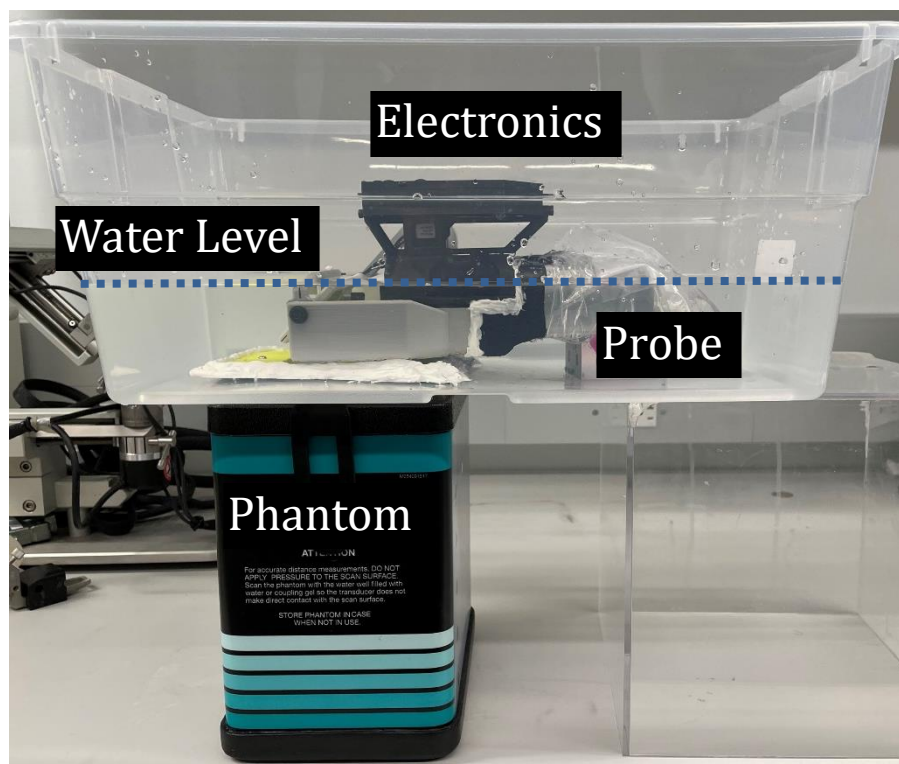 Electronics
Water Level
Probe
Phantom
ATTENTION
For accurate distance measurements, DO NOT
APPLY PRESSURE TO THE SCAN SURFACE.
Scan the phantom with the water well filled with
water or coupling gel so the transducer does not
make direct contact with the scan surface.
STORE PHANTOM IN CASE
WHEN NOT IN USE.